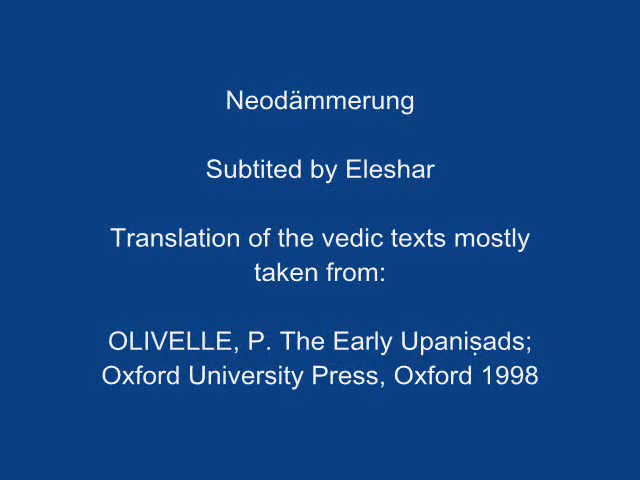 Neodämmerung
Subtited by Eleshar
Translation of the vedic texts mostly
taken from:
OLIVELLE, P. The Early Upaniṣads;
Oxford University Press, Oxford 1998